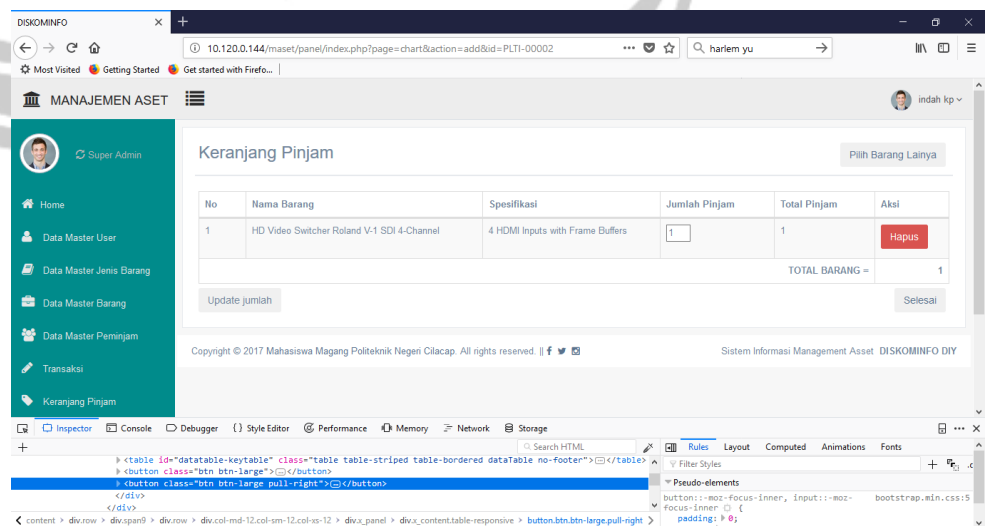 DISKOMINFO
10.120.0.144/maset/panel/index.php?page=chart&action=add&id=PLTI-00002
harlem yu
Most Visited Getting Started Get started with Firefo...
MANAJEMEN ASET
indah kp
Super Admin
Keranjang Pinjam
Pilih Barang Lainya
Home
Data Master User
Data Master Jenis Barang
Data Master Barang
Data Master Peminjam
Transaksi
Keranjang Pinjam
No Nama Barang Spesifikasi Jumlah Pinjam Total Pinjam Aksi
1 HD Video Switcher Roland V-1 SDI 4-Channel 4 HDMI Inputs with Frame Buffers 1 1 Hapus
TOTAL BARANG = 1
Update jumlah Selesai
Copyright © 2017 Mahasiswa Magang Politeknik Negeri Cilacap. All rights reserved. || Sistem Informasi Management Asset DISKOMINFO DIY
Inspector Console Debugger {} Style Editor Performance Memory Network Storage
+ Search HTML Rules Layout Computed Animations Fonts
<table id="datatable-keytable" class="table table-striped table-bordered dataTable no-footer"></table>
<button class="btn btn-large"></button>
<button class="btn btn-large pull-right"></button>
</div>
</div>
Filter Styles
Pseudo-elements
button::-moz-focus-inner, input::-moz-focus-inner { bootstrap.min.css:5
padding: 0;
content > div.row > div.span9 > div.row > div.col-md-12.col-sm-12.col-xs-12 > div.x_panel > div.x_content.table-responsive > button.btn.btn-large.pull-right